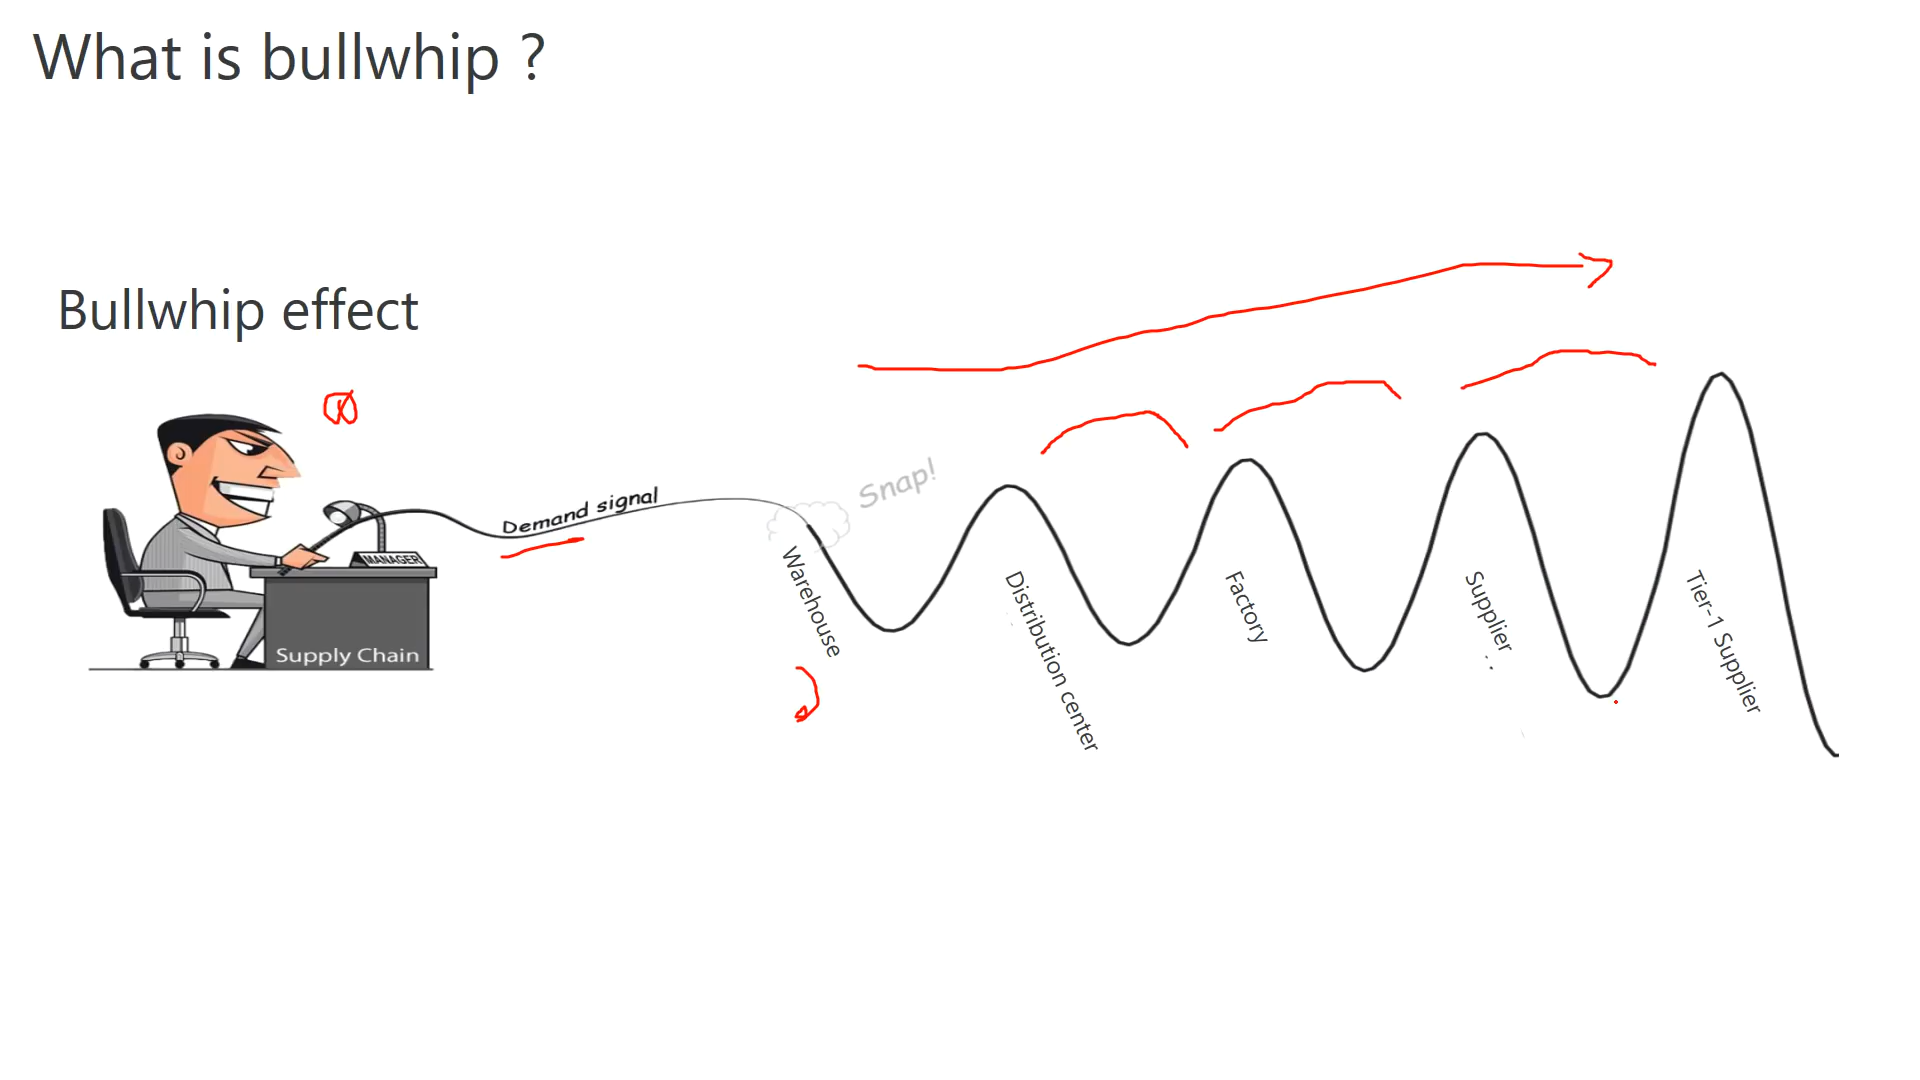 What is bullwhip ?
Bullwhip effect
Snap!
Demand signal
MANAGER
Supply Chain
Warehouse
Distribution center
Factory
Supplier
Tier-1 Supplier